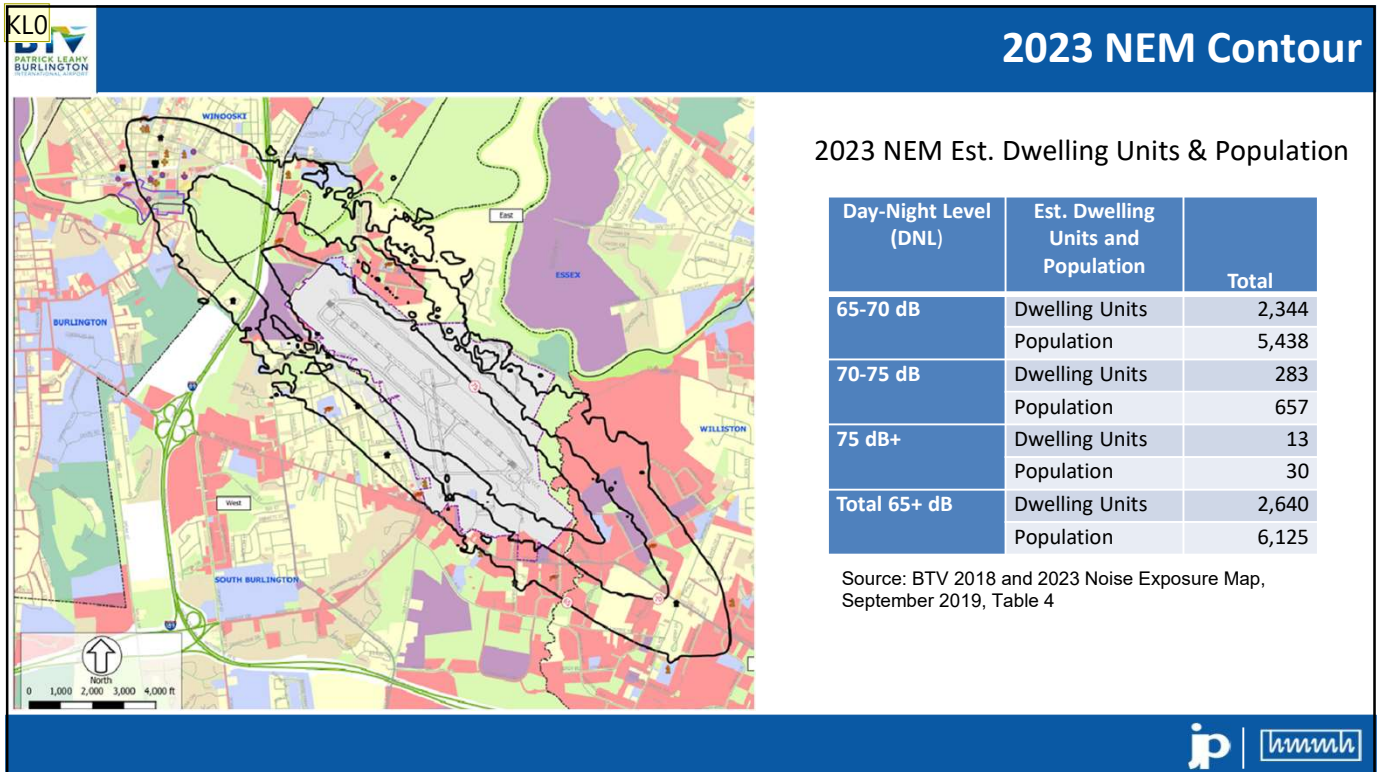 KL0
BTV
PATRICK LEAHY
BURLINGTON
INTERNATIONAL AIRPORT
2023 NEM Contour
WINOOSKI
East
ESSEX
BURLINGTON
89
WILLISTON
West
SOUTH BURLINGTON
North
0 1,000 2,000 3,000 4,000 ft
2023 NEM Est. Dwelling Units & Population
Day-Night Level (DNL) Est. Dwelling Units and Population Total
65-70 dB Dwelling Units 2,344
Population 5,438
70-75 dB Dwelling Units 283
Population 657
75 dB+ Dwelling Units 13
Population 30
Total 65+ dB Dwelling Units 2,640
Population 6,125
Source: BTV 2018 and 2023 Noise Exposure Map,
September 2019, Table 4
jp
hmmh